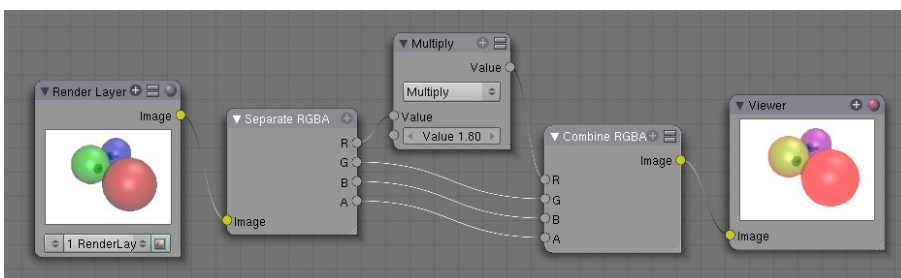 Render Layer
Image
1 RenderLay
Separate RGBA
R
G
B
A
Image
Multiply
Value
Multiply
Value
Value 1.80
Combine RGBA
Image
R
G
B
A
Viewer
Image